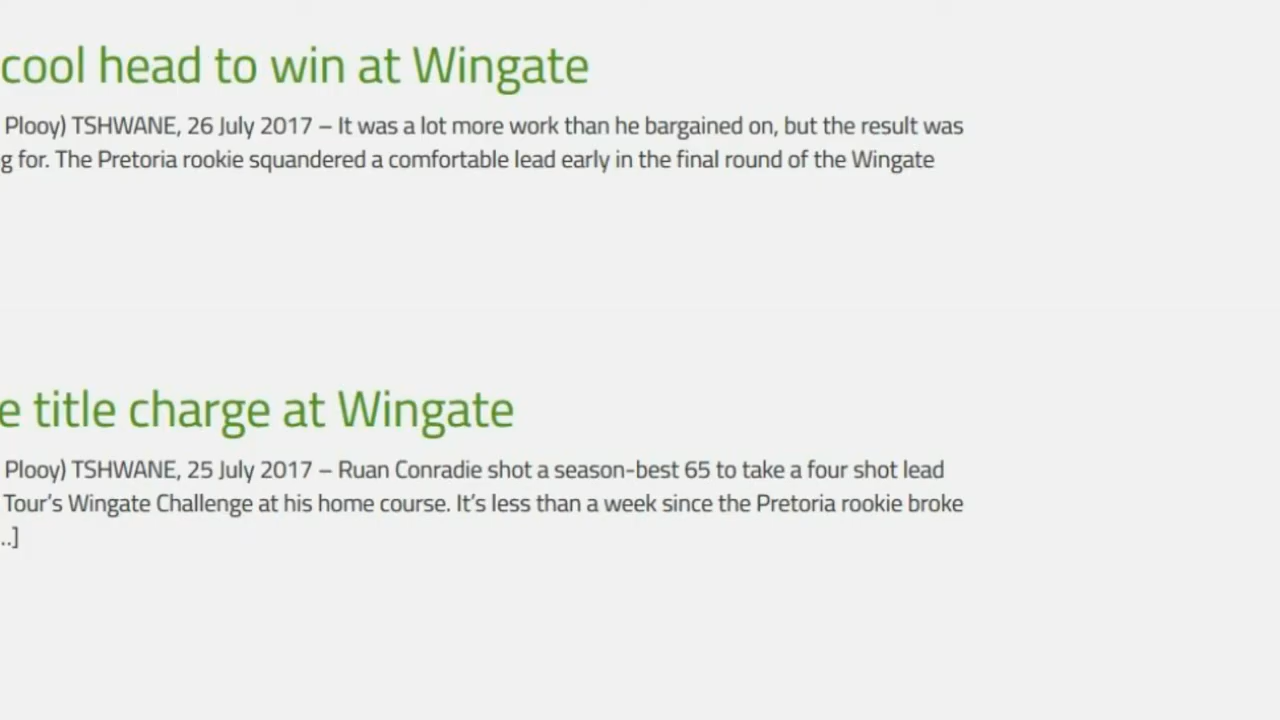 cool head to win at Wingate
Plooy) TSHWANE, 26 July 2017 – It was a lot more work than he bargained on, but the result was
g for. The Pretoria rookie squandered a comfortable lead early in the final round of the Wingate
e title charge at Wingate
Plooy) TSHWANE, 25 July 2017 – Ruan Conradie shot a season-best 65 to take a four shot lead
Tour’s Wingate Challenge at his home course. It’s less than a week since the Pretoria rookie broke
..]